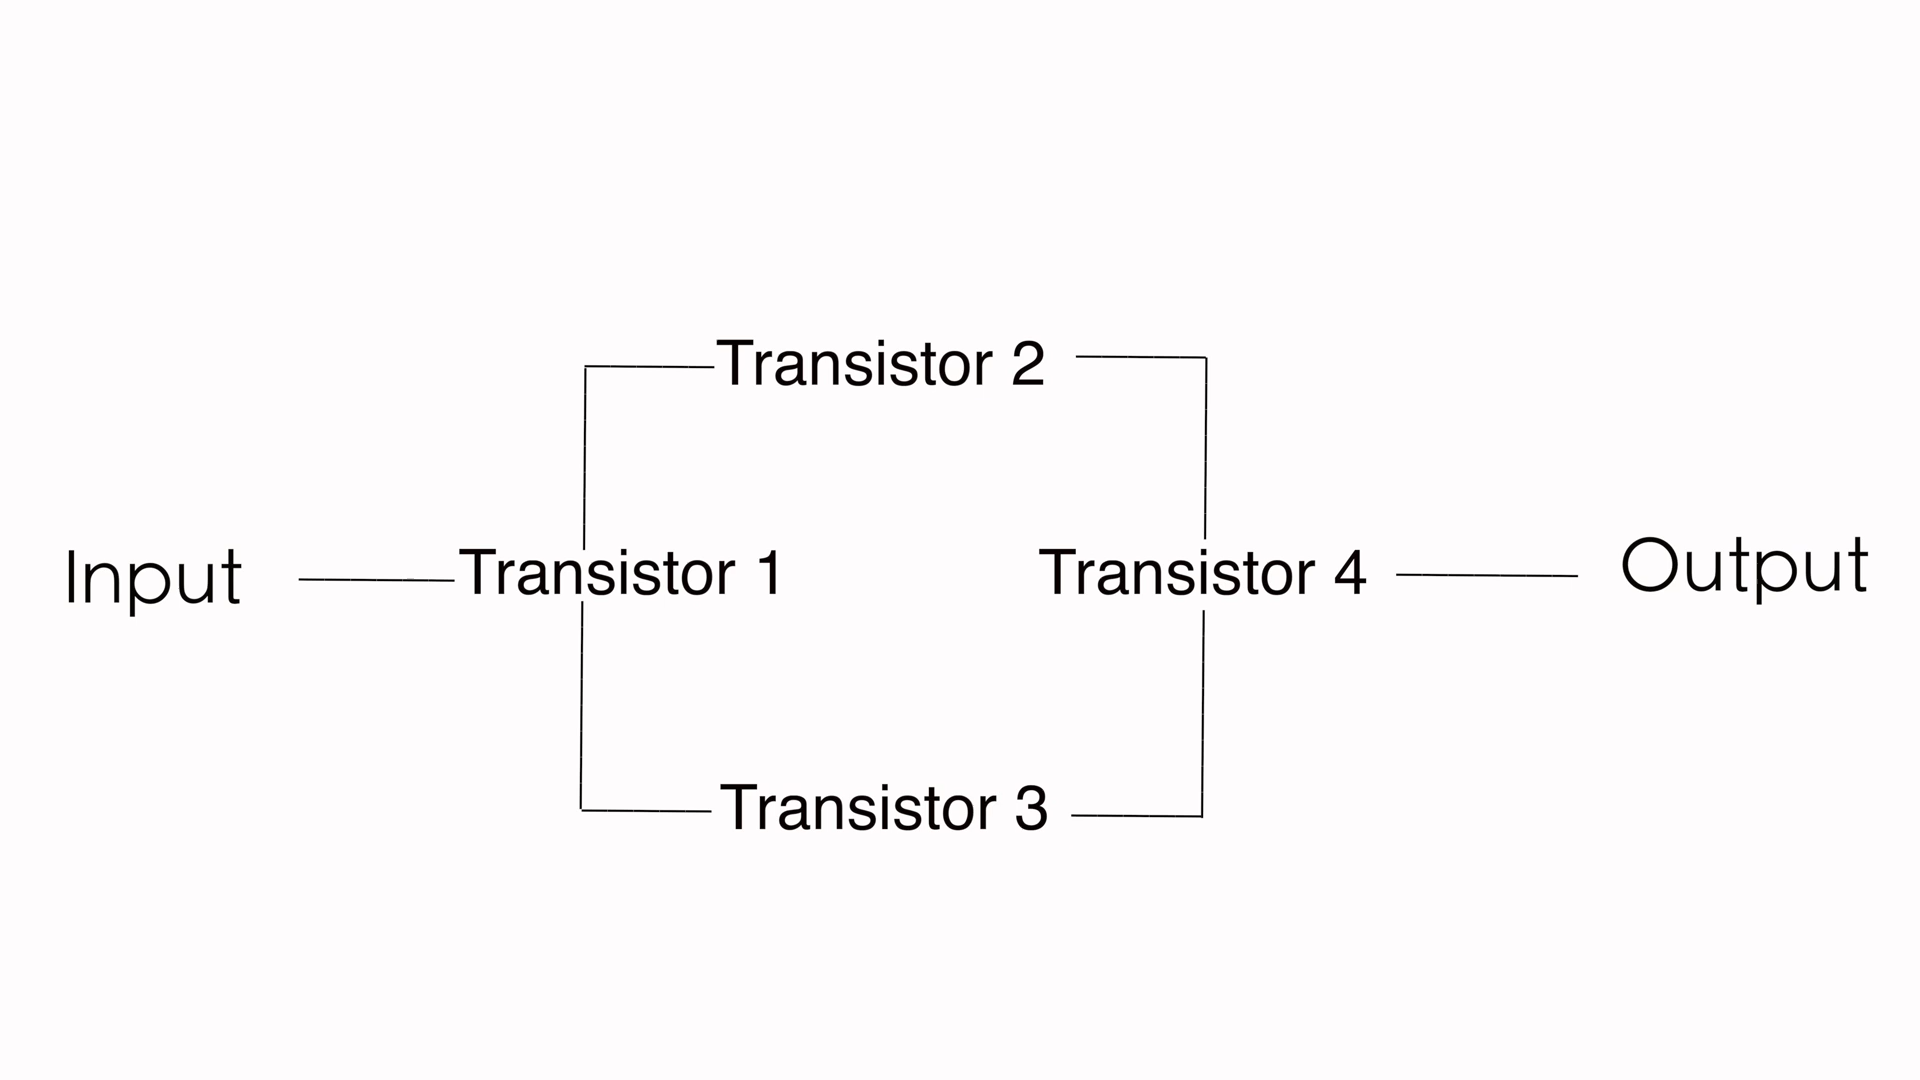 Transistor 2
Input
Transistor 1
Transistor 4
Output
Transistor 3